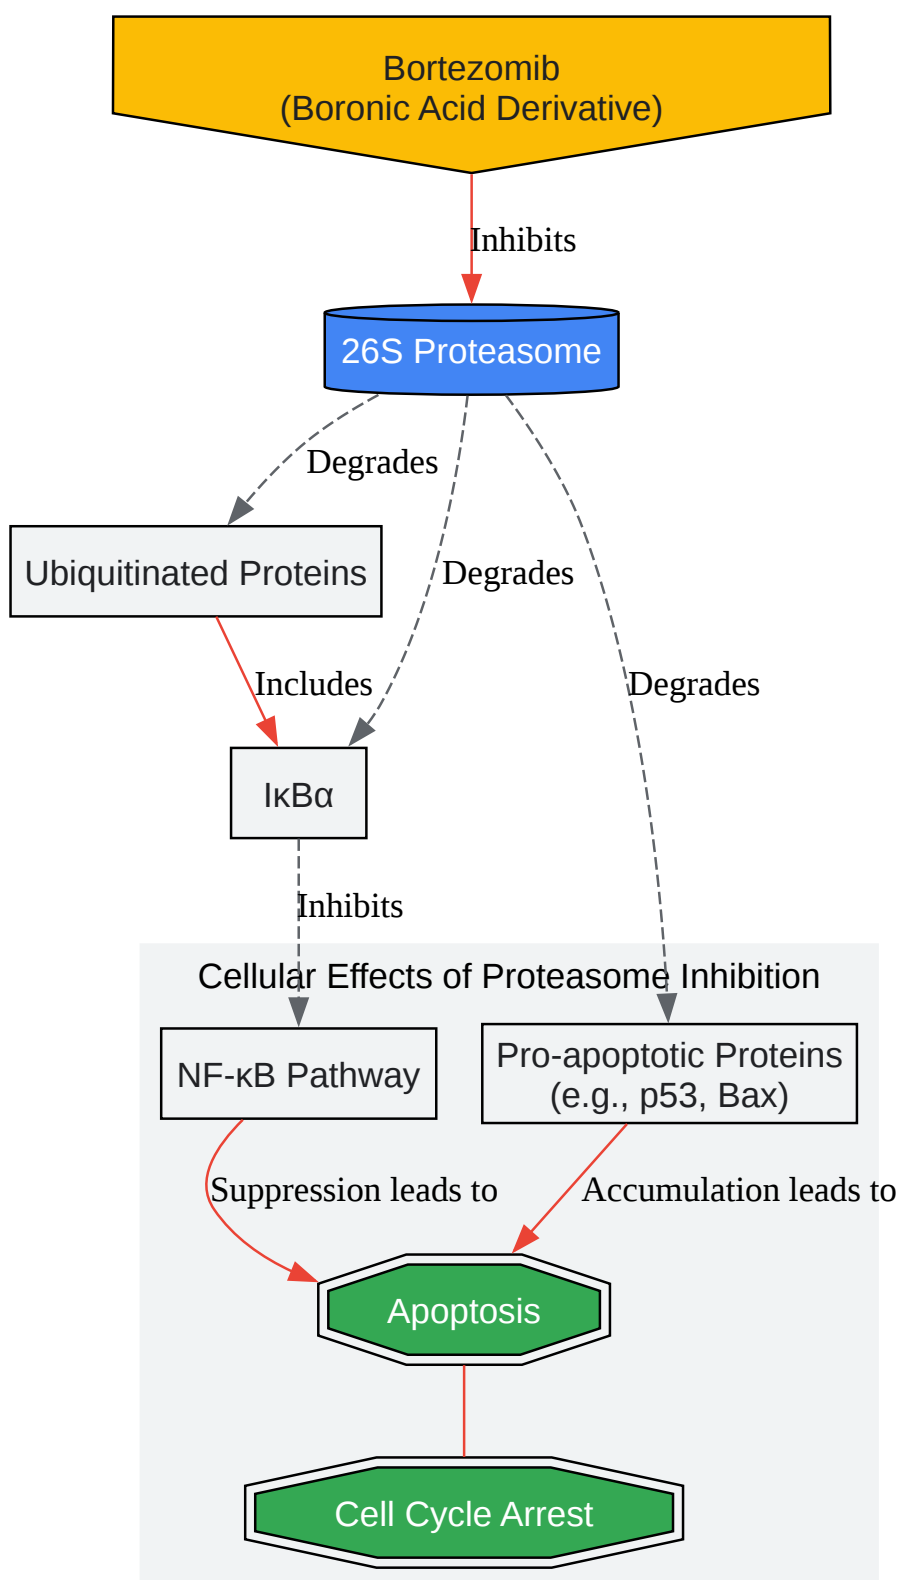 Bortezomib
(Boronic Acid Derivative)
Inhibits
26S Proteasome
Degrades
Degrades
Ubiquitinated Proteins
Includes
Degrades
IκBα
Inhibits
Cellular Effects of Proteasome Inhibition
NF-κB Pathway
Pro-apoptotic Proteins
(e.g., p53, Bax)
Suppression leads to
Accumulation leads to
Apoptosis
Cell Cycle Arrest